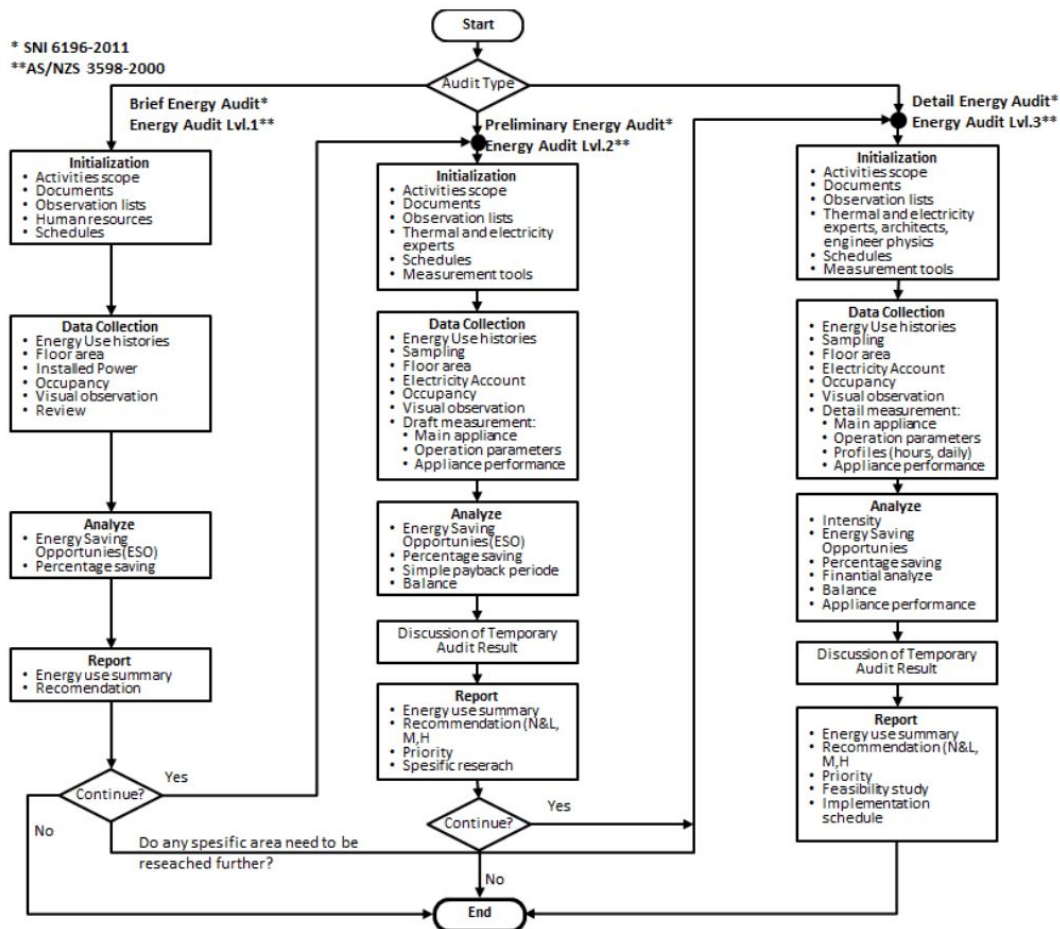 Start
* SNI 6196-2011
**AS/NZS 3598-2000
Audit Type
Brief Energy Audit*
Energy Audit Lvl.1**
Preliminary Energy Audit*
Energy Audit Lvl.2**
Detail Energy Audit*
Energy Audit Lvl.3**
Initialization
• Activities scope
• Documents
• Observation lists
• Human resources
• Schedules
Data Collection
• Energy Use histories
• Floor area
• Installed Power
• Occupancy
• Visual observation
• Review
Analyze
• Energy Saving
Opportunies(ESO)
• Percentage saving
Report
• Energy use summary
• Recomendation
Continue?
Yes
No
Do any spesific area need to be
reseached further?
Initialization
• Activities scope
• Documents
• Observation lists
• Thermal and electricity
experts
• Schedules
• Measurement tools
Data Collection
• Energy Use histories
• Sampling
• Floor area
• Electricity Account
• Occupancy
• Visual observation
• Draft measurement:
• Main appliance
• Operation parameters
• Appliance performance
Analyze
• Energy Saving
Opportunies(ESO)
• Percentage saving
• Simple payback periode
• Balance
Discussion of Temporary
Audit Result
Report
• Energy use summary
• Recommendation (N&L,
M,H
• Priority
• Spesific reserach
Continue?
Yes
No
Initialization
• Activities scope
• Documents
• Observation lists
• Thermal and electricity
experts, architects,
engineer physics
• Schedules
• Measurement tools
Data Collection
• Energy Use histories
• Sampling
• Floor area
• Electricity Account
• Occupancy
• Visual observation
• Detail measurement:
• Main appliance
• Operation parameters
• Profiles (hours, daily)
• Appliance performance
Analyze
• Intensity
• Energy Saving
Opportunies
• Percentage saving
• Finantial analyze
• Balance
• Appliance performance
Discussion of Temporary
Audit Result
Report
• Energy use summary
• Recommendation (N&L,
M,H
• Priority
• Feasibility study
• Implementation
schedule
End